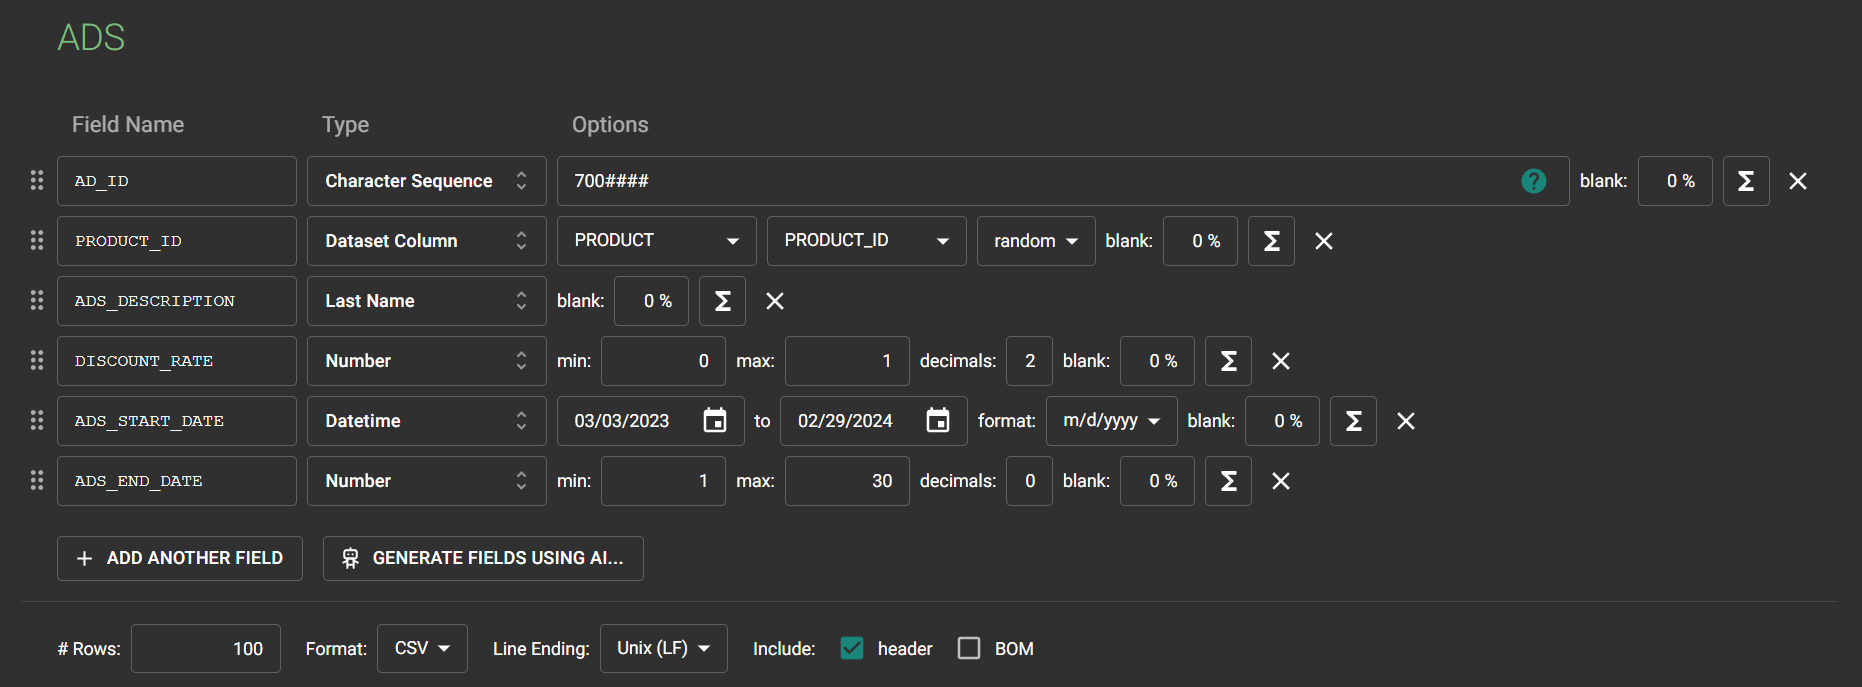 ADS
Field Name Type Options
AD_ID Character Sequence 700#### ? blank: 0 % Σ
PRODUCT_ID Dataset Column PRODUCT PRODUCT_ID random blank: 0 % Σ
ADS_DESCRIPTION Last Name blank: 0 % Σ
DISCOUNT_RATE Number min: 0 max: 1 decimals: 2 blank: 0 % Σ
ADS_START_DATE Datetime 03/03/2023 to 02/29/2024 format: m/d/yyyy blank: 0 % Σ
ADS_END_DATE Number min: 1 max: 30 decimals: 0 blank: 0 % Σ
+ ADD ANOTHER FIELD GENERATE FIELDS USING AI...
# Rows: 100 Format: CSV Line Ending: Unix (LF) Include: header BOM